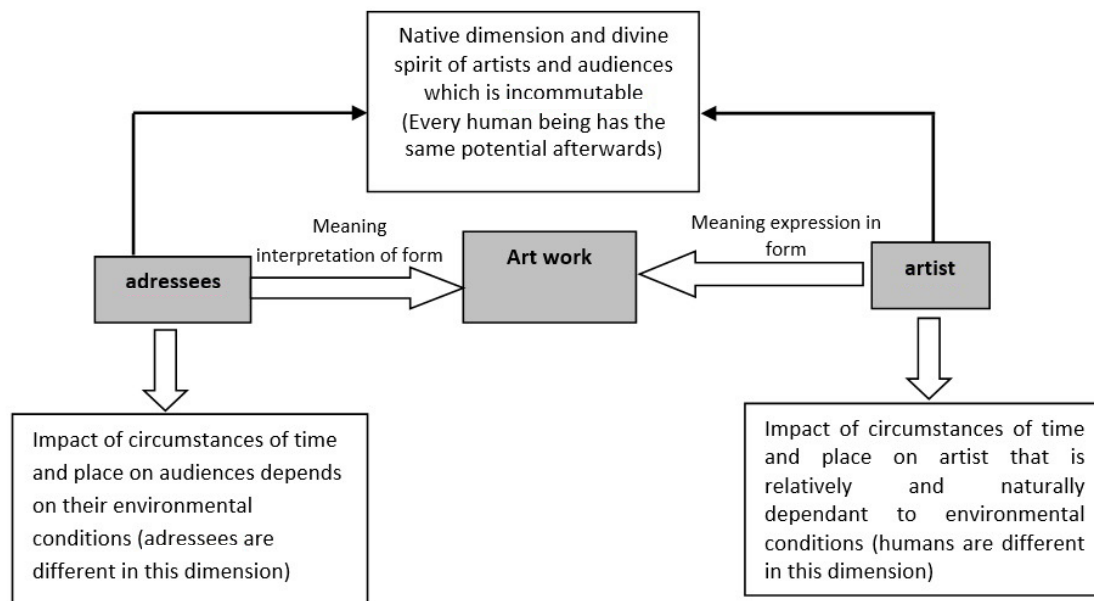 Native dimension and divine
spirit of artists and audiences
which is incommutable
(Every human being has the
same potential afterwards)
Meaning
interpretation of form
Meaning expression in
form
adressees
Art work
artist
Impact of circumstances of time
and place on audiences depends
on their environmental
conditions (adressees are
different in this dimension)
Impact of circumstances of time
and place on artist that is
relatively and naturally
dependant to environmental
conditions (humans are different
in this dimension)